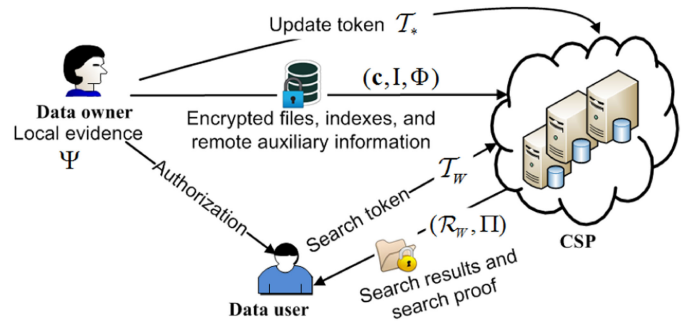 Update token 𝒯*
(c, I, Φ)
Data owner
Encrypted files, indexes, and
remote auxiliary information
Local evidence
Ψ
Authorization
Search token 𝒯W
(ℛW, Π)
CSP
Search results and
search proof
Data user